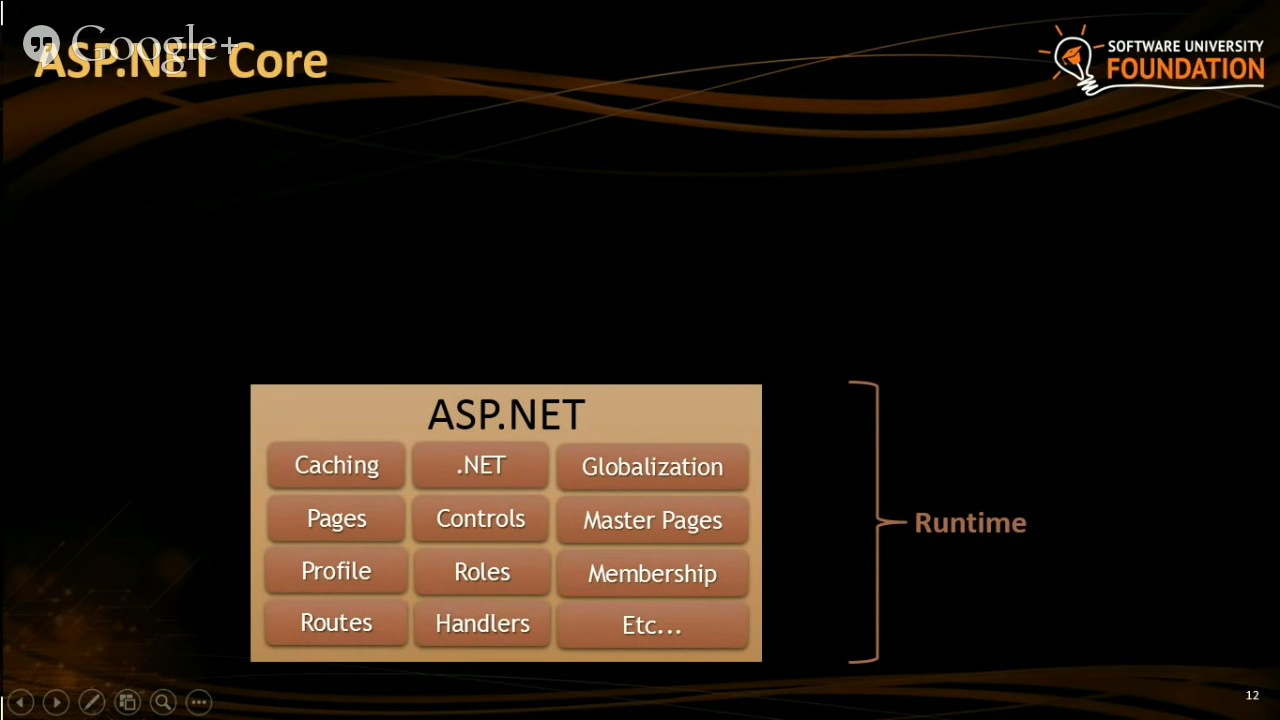 Google+
ASP.NET Core
SOFTWARE UNIVERSITY
FOUNDATION
ASP.NET
Caching .NET Globalization
Pages Controls Master Pages
Profile Roles Membership
Routes Handlers Etc...
Runtime
12